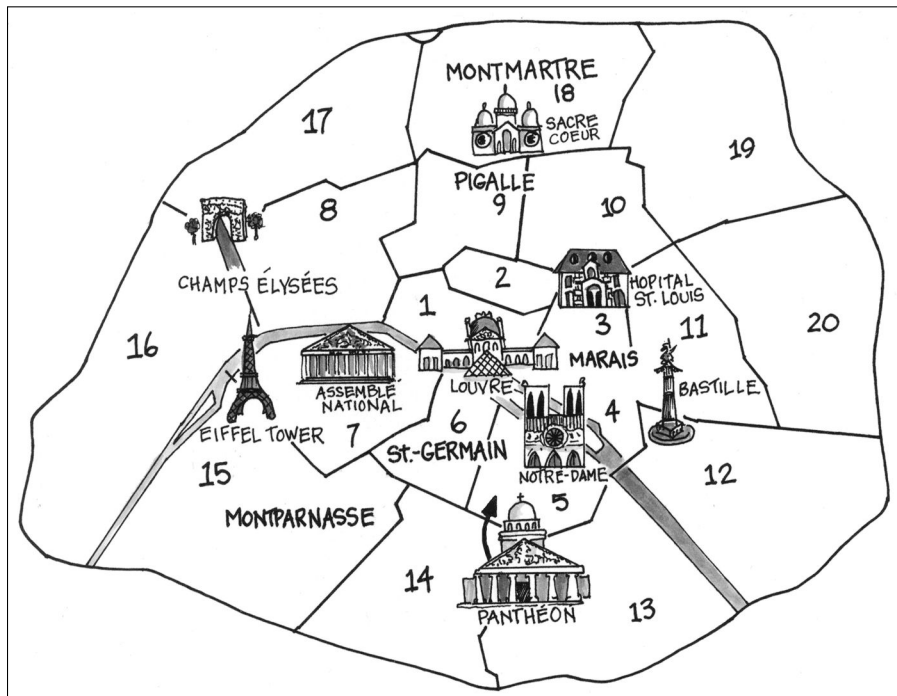 MONTMARTRE
18
SACRE
COEUR
17
19
PIGALLE
9
8
10
CHAMPS ÉLYSÉES
2
HOPITAL
ST. LOUIS
1
3
11
20
16
MARAIS
LOUVRE
BASTILLE
ASSEMBLÉ
NATIONAL
4
6
EIFFEL TOWER
7
ST.-GERMAIN
15
NOTRE-DAME
12
5
MONTPARNASSE
14
13
PANTHÉON